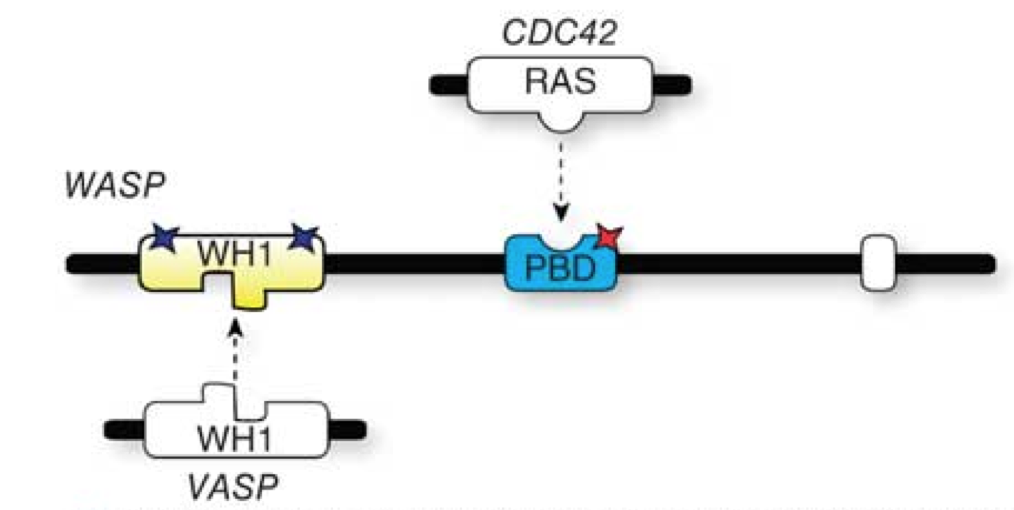 CDC42
RAS
WASP
WH1
PBD
WH1
VASP